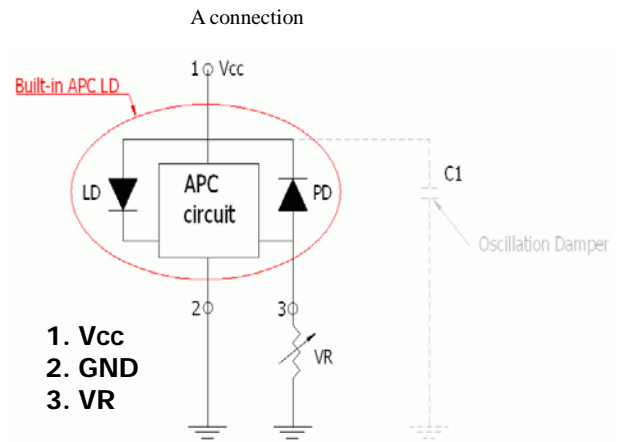 A connection
1 Vcc
Built-in APC LD
LD
APC
circuit
PD
C1
Oscillation Damper
2
3
VR
1. Vcc
2. GND
3. VR